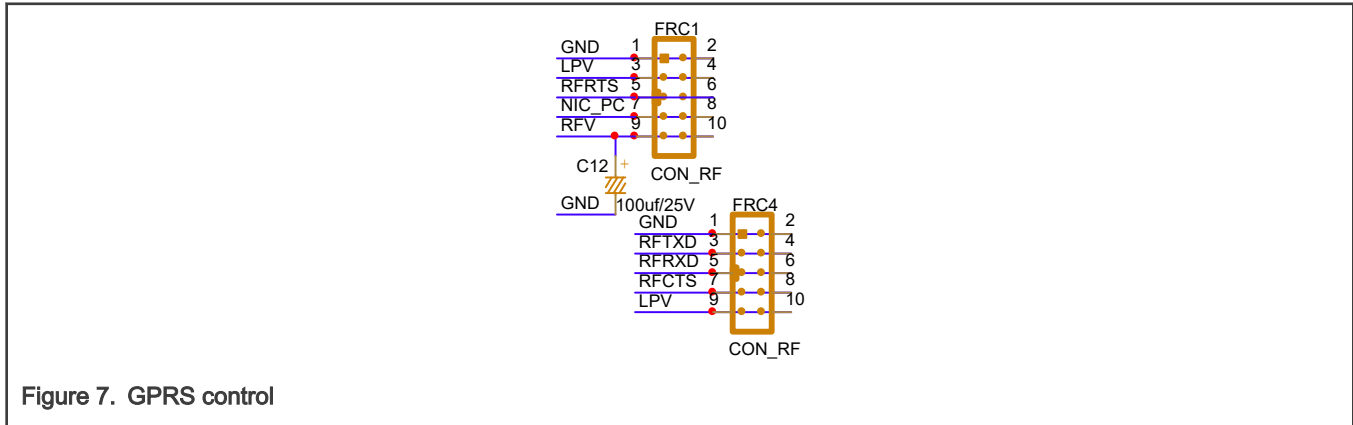 FRC1
GND 1 2
LPV 3 4
RFRTS 5 6
NIC_PC 7 8
RFV 9 10
C12 +
CON_RF
GND 100uf/25V
FRC4
GND 1 2
RFTXD 3 4
RFRXD 5 6
RFCTS 7 8
LPV 9 10
CON_RF
Figure 7. GPRS control